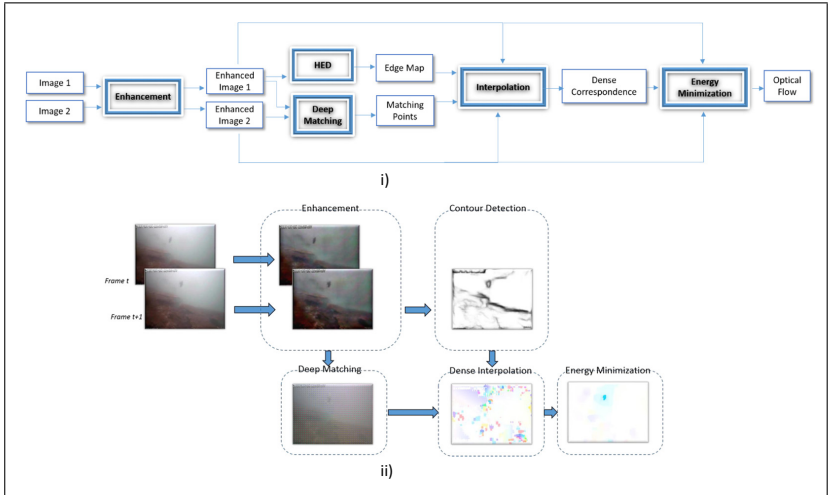 Image 1
Image 2
Enhancement
Enhanced
Image 1
Enhanced
Image 2
HED
Deep
Matching
Edge Map
Matching
Points
Interpolation
Dense
Correspondence
Energy
Minimization
Optical
Flow
i)
Enhancement
Contour Detection
Frame t
Frame t+1
Deep Matching
Dense Interpolation
Energy Minimization
ii)